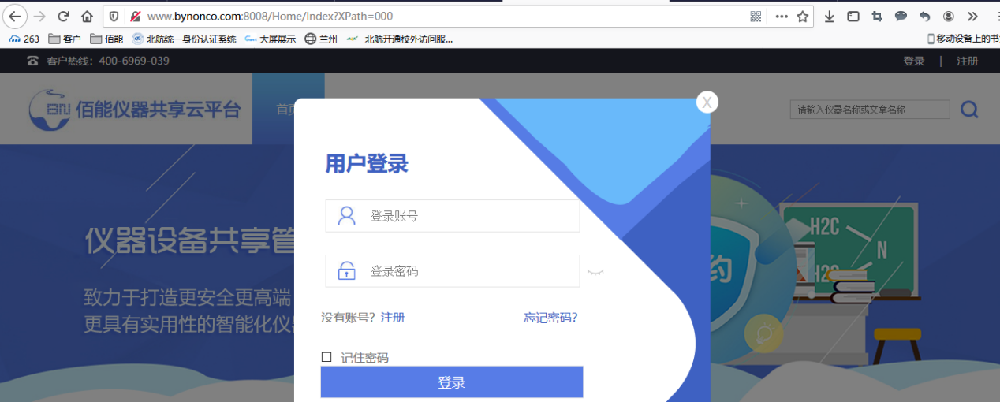 www.bynonco.com:8008/Home/Index?XPath=000
263 客户 佰能 北航统一身份认证系统 大屏展示 兰州 北航开通校外访问服... 移动设备上的书
客户热线：400-6969-039 登录 | 注册
BNU 佰能仪器共享云平台 首页 请输入仪器名称或文章名称
X
用户登录
登录账号
仪器设备共享管
H2C
N
约
登录密码
H2C
致力于打造更安全更高端
没有账号？注册 忘记密码?
更具有实用性的智能化仪器
记住密码
登录